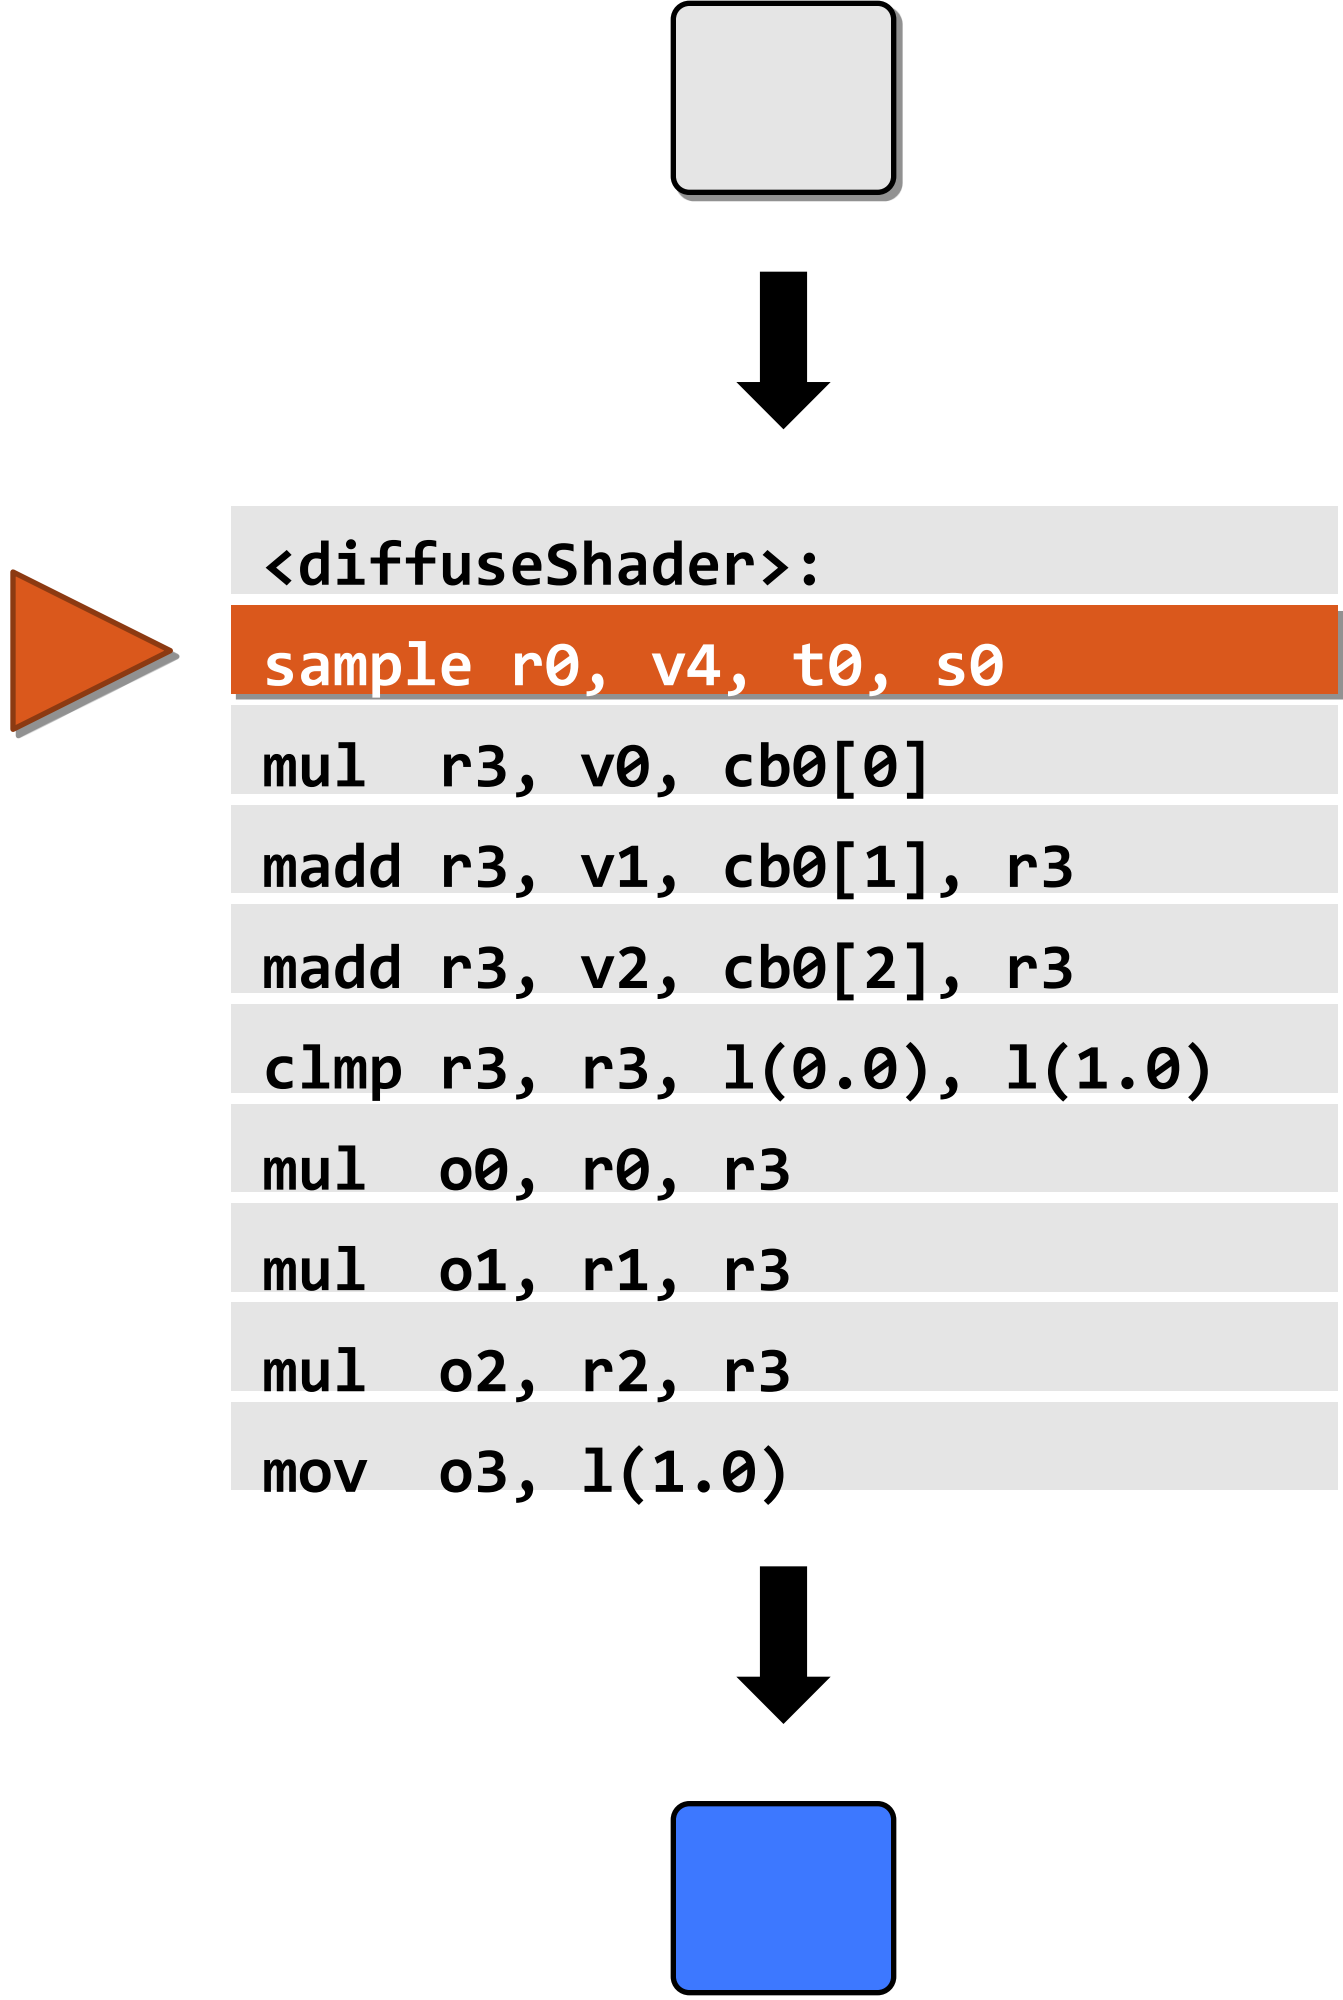 <diffuseShader>:
sample r0, v4, t0, s0
mul  r3, v0, cb0[0]
madd r3, v1, cb0[1], r3
madd r3, v2, cb0[2], r3
clmp r3, r3, l(0.0), l(1.0)
mul  o0, r0, r3
mul  o1, r1, r3
mul  o2, r2, r3
mov  o3, l(1.0)